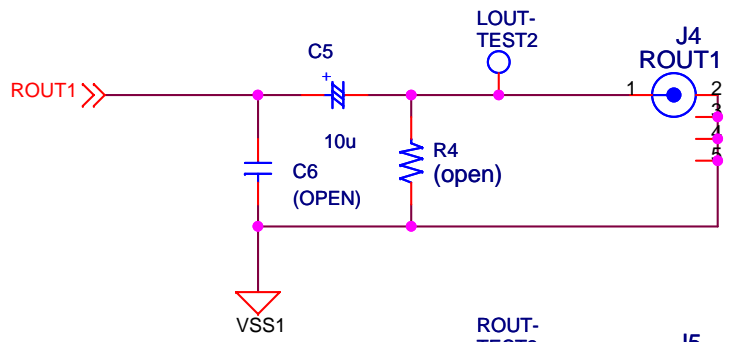 LOUT-
TEST2
J4
ROUT1
C5
+
ROUT1
1
2
3
4
5
10u
R4
(open)
C6
(OPEN)
VSS1
ROUT-